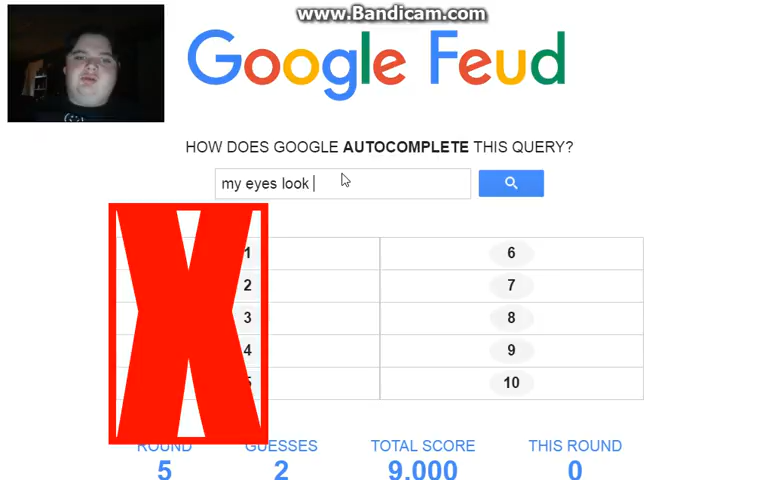 www.Bandicam.com
Google Feud
HOW DOES GOOGLE AUTOCOMPLETE THIS QUERY?
my eyes look
1 6
2 7
3 8
4 9
5 10
ROUND GUESSES TOTAL SCORE THIS ROUND
5 2 9,000 0
X